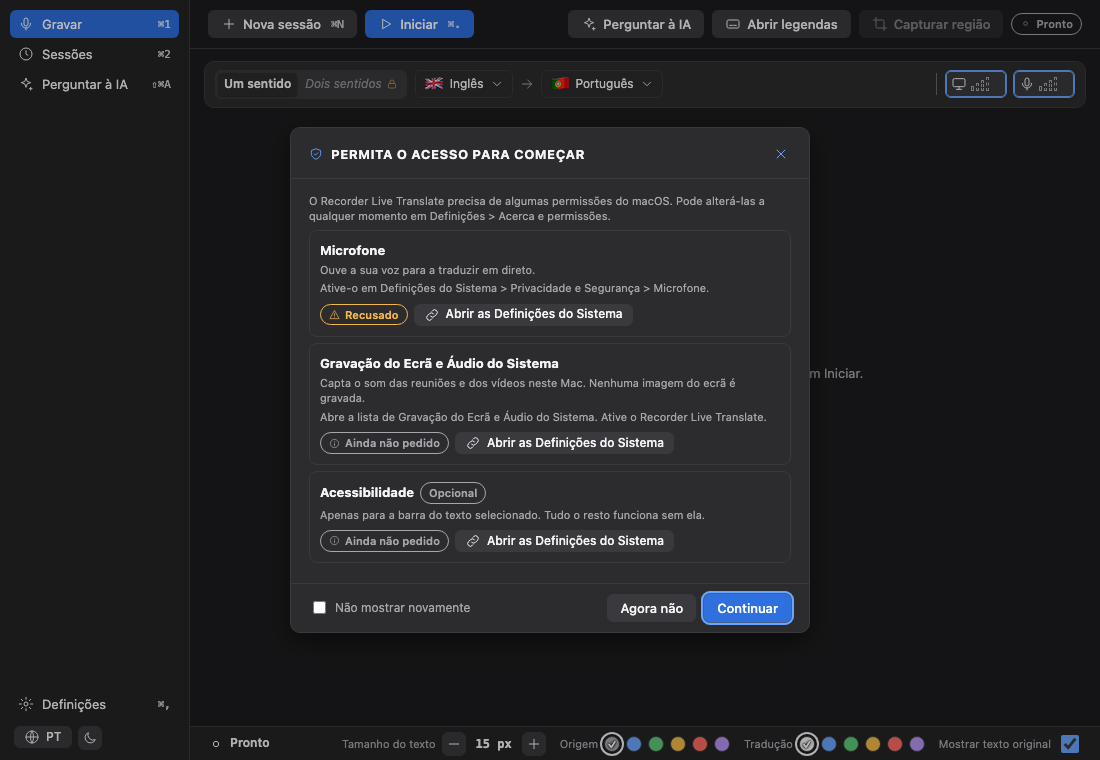 Gravar ⌘1
Sessões ⌘2
Perguntar à IA ⇧⌘A
Nova sessão ⌘N
Iniciar ⌘.
Perguntar à IA
Abrir legendas
Capturar região
Pronto
Um sentido
Dois sentidos
Inglês
Português
PERMITA O ACESSO PARA COMEÇAR
O Recorder Live Translate precisa de algumas permissões do macOS. Pode alterá-las a
qualquer momento em Definições > Acerca e permissões.
Microfone
Ouve a sua voz para a traduzir em direto.
Ative-o em Definições do Sistema > Privacidade e Segurança > Microfone.
Recusado
Abrir as Definições do Sistema
Gravação do Ecrã e Áudio do Sistema
Capta o som das reuniões e dos vídeos neste Mac. Nenhuma imagem do ecrã é
gravada.
Abre a lista de Gravação do Ecrã e Áudio do Sistema. Ative o Recorder Live Translate.
Ainda não pedido
Abrir as Definições do Sistema
Acessibilidade Opcional
Apenas para a barra do texto selecionado. Tudo o resto funciona sem ela.
Ainda não pedido
Abrir as Definições do Sistema
Não mostrar novamente
Agora não
Continuar
m Iniciar.
Definições ⌘,
PT
Pronto
Tamanho do texto
15 px
Origem
Tradução
Mostrar texto original